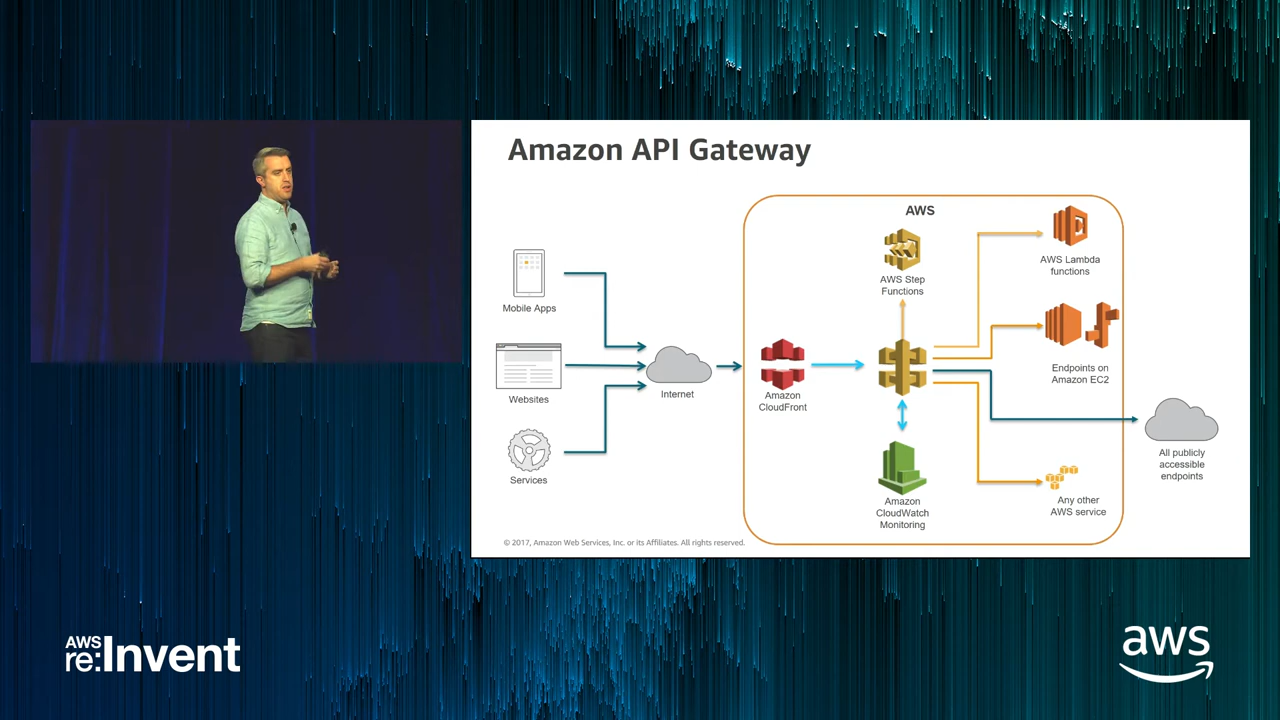 Amazon API Gateway
AWS
Mobile Apps
Websites
Services
Internet
Amazon
CloudFront
AWS Step
Functions
Amazon
CloudWatch
Monitoring
AWS Lambda
functions
Endpoints on
Amazon EC2
Any other
AWS service
All publicly
accessible
endpoints
© 2017, Amazon Web Services, Inc. or its Affiliates. All rights reserved.
AWS
re:Invent
aws